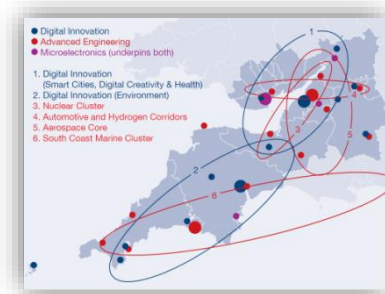 Digital Innovation
Advanced Engineering
Microelectronics (underpins both)
1. Digital Innovation
(Smart Cities, Digital Creativity & Health)
2. Digital Innovation (Environment)
3. Nuclear Cluster
4. Automotive and Hydrogen Corridors
5. Aerospace Core
6. South Coast Marine Cluster
1
4
3
5
2
6